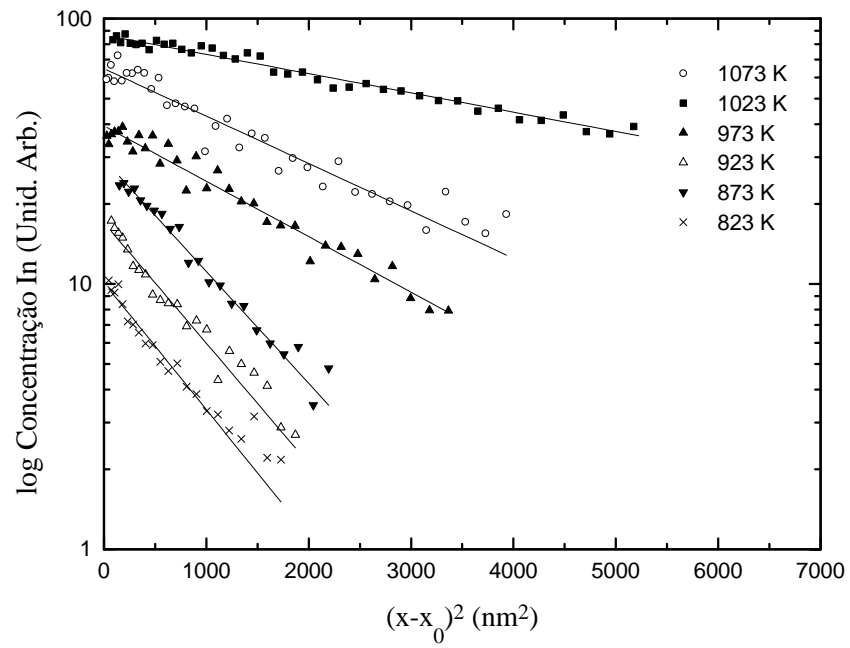 100
10
1
0
1000
2000
3000
4000
5000
6000
7000
log Concentração In (Unid. Arb.)
(x-x₀)² (nm²)
1073 K
1023 K
973 K
923 K
873 K
823 K